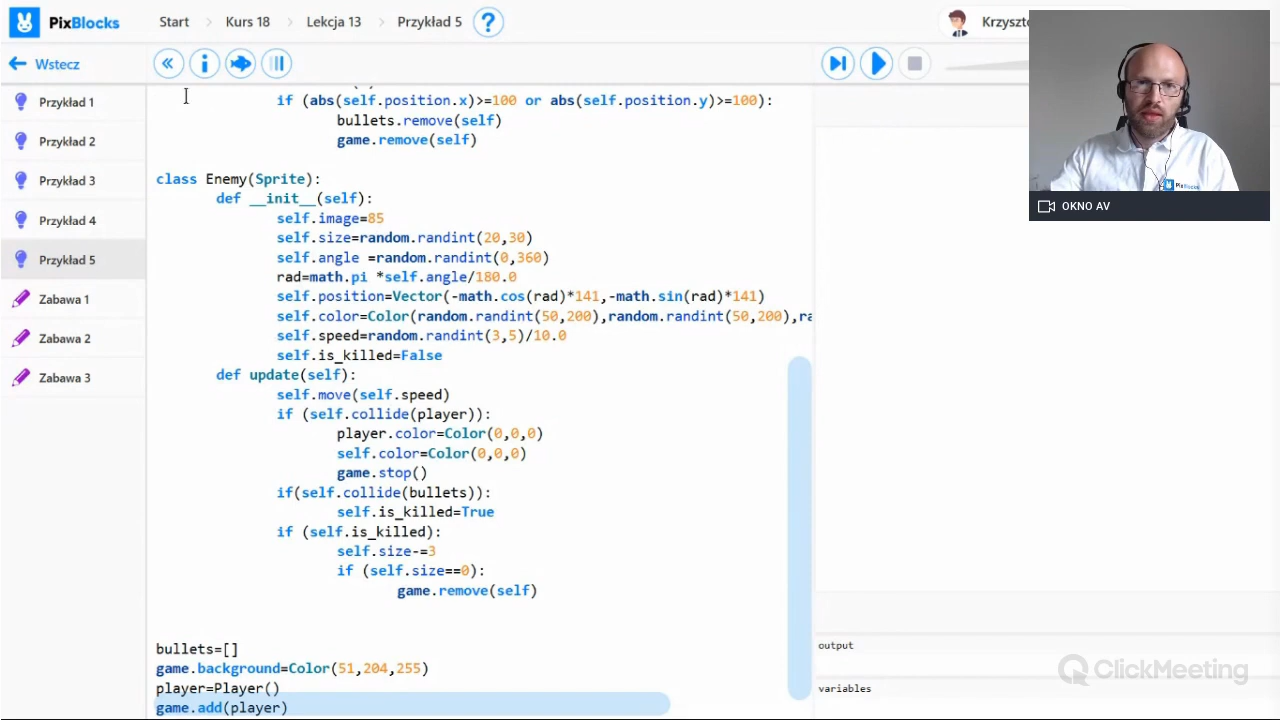 PixBlocks
Start > Kurs 18 > Lekcja 13 > Przykład 5 ?
Krzyszto
Wstecz
Przykład 1
Przykład 2
Przykład 3
Przykład 4
Przykład 5
Zabawa 1
Zabawa 2
Zabawa 3
if (abs(self.position.x)>=100 or abs(self.position.y)>=100):
bullets.remove(self)
game.remove(self)
class Enemy(Sprite):
def __init__(self):
self.image=85
self.size=random.randint(20,30)
self.angle =random.randint(0,360)
rad=math.pi *self.angle/180.0
self.position=Vector(-math.cos(rad)*141,-math.sin(rad)*141)
self.color=Color(random.randint(50,200),random.randint(50,200),ra
self.speed=random.randint(3,5)/10.0
self.is_killed=False
def update(self):
self.move(self.speed)
if (self.collide(player)):
player.color=Color(0,0,0)
self.color=Color(0,0,0)
game.stop()
if(self.collide(bullets)):
self.is_killed=True
if (self.is_killed):
self.size-=3
if (self.size==0):
game.remove(self)
bullets=[]
game.background=Color(51,204,255)
player=Player()
game.add(player)
OKNO AV
PixBlocks
output
variables
ClickMeeting